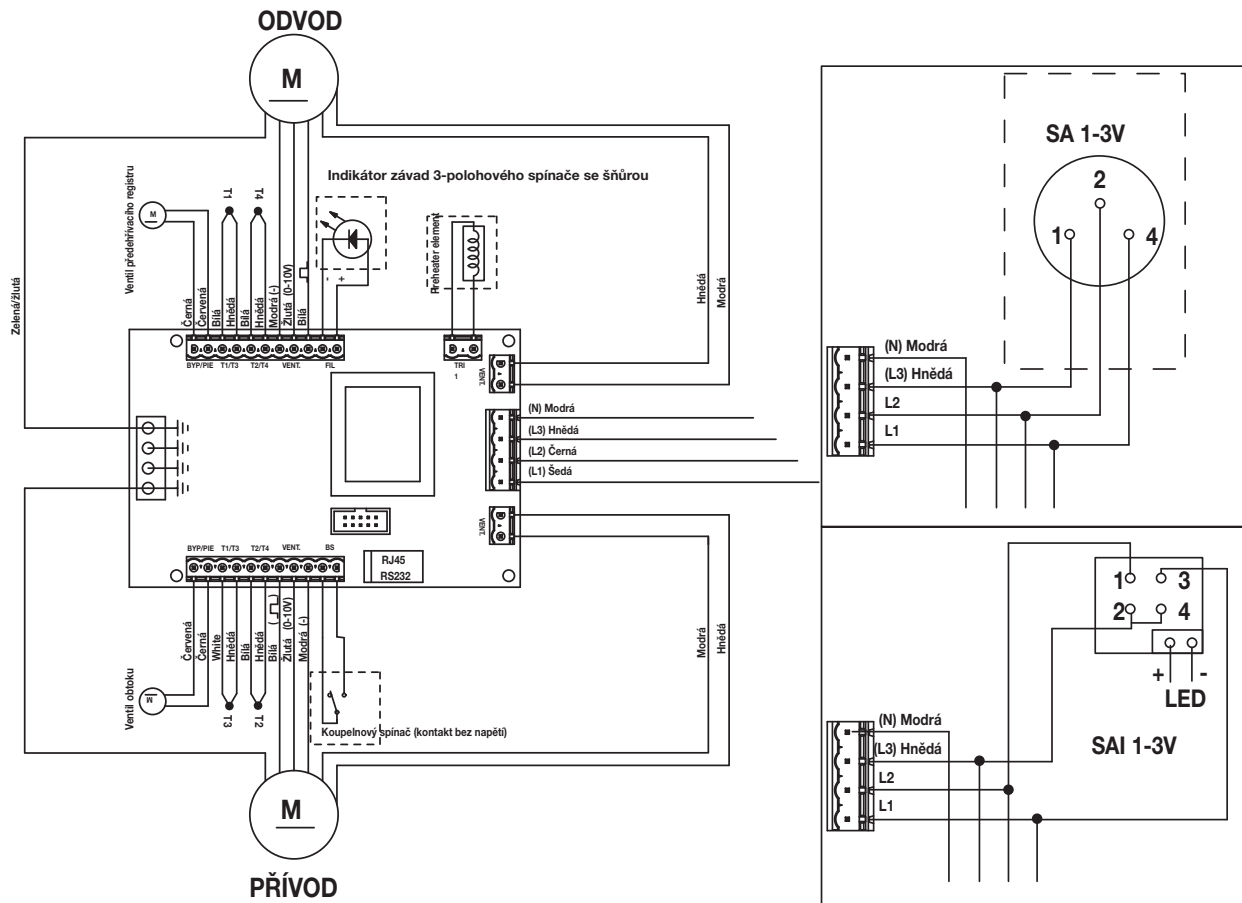 ODVOD
M
Indikátor závad 3-polohového spínače se šňůrou
Zelená/žlutá
Ventil předehřívacího registru
M
T1
T4
- +
Preheater element
Hnědá
Modrá
Černá
Červená
Bílá
Hnědá
Bílá
Hnědá
Modrá (-)
Žlutá (0-10V)
Bílá
BYP/PIE T1/T3 T2/T4 VENT. FIL
TRI
1
VENT.
(N) Modrá
(L3) Hnědá
(L2) Černá
(L1) Šedá
VENT.
BYP/PIE T1/T3 T2/T4 VENT. BS
RJ45
RS232
Červená
Černá
White
Hnědá
Bílá
Hnědá
Bílá
( )
Žlutá (0-10V)
Modrá (-)
Modrá
Hnědá
Ventil obtoku
M
T3
T2
Koupelnový spínač (kontakt bez napětí)
M
PŘÍVOD
SA 1-3V
2
1 4
(N) Modrá
(L3) Hnědá
L2
L1
1 3
2 4
+ -
LED
SAI 1-3V
(N) Modrá
(L3) Hnědá
L2
L1